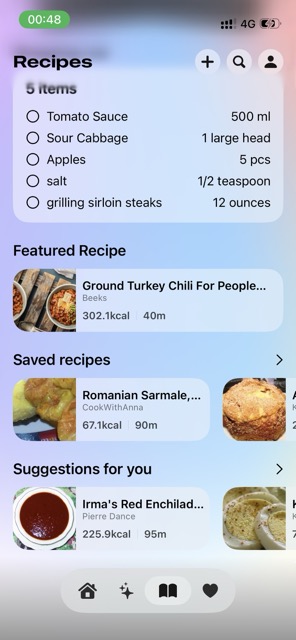 00:48
4G
Recipes
5 items
Tomato Sauce 500 ml
Sour Cabbage 1 large head
Apples 5 pcs
salt 1/2 teaspoon
grilling sirloin steaks 12 ounces
Featured Recipe
Ground Turkey Chili For People...
Beeks
302.1kcal 40m
Saved recipes
Romanian Sarmale,...
CookWithAnna
67.1kcal 90m
Suggestions for you
Irma's Red Enchilad...
Pierre Dance
225.9kcal 95m